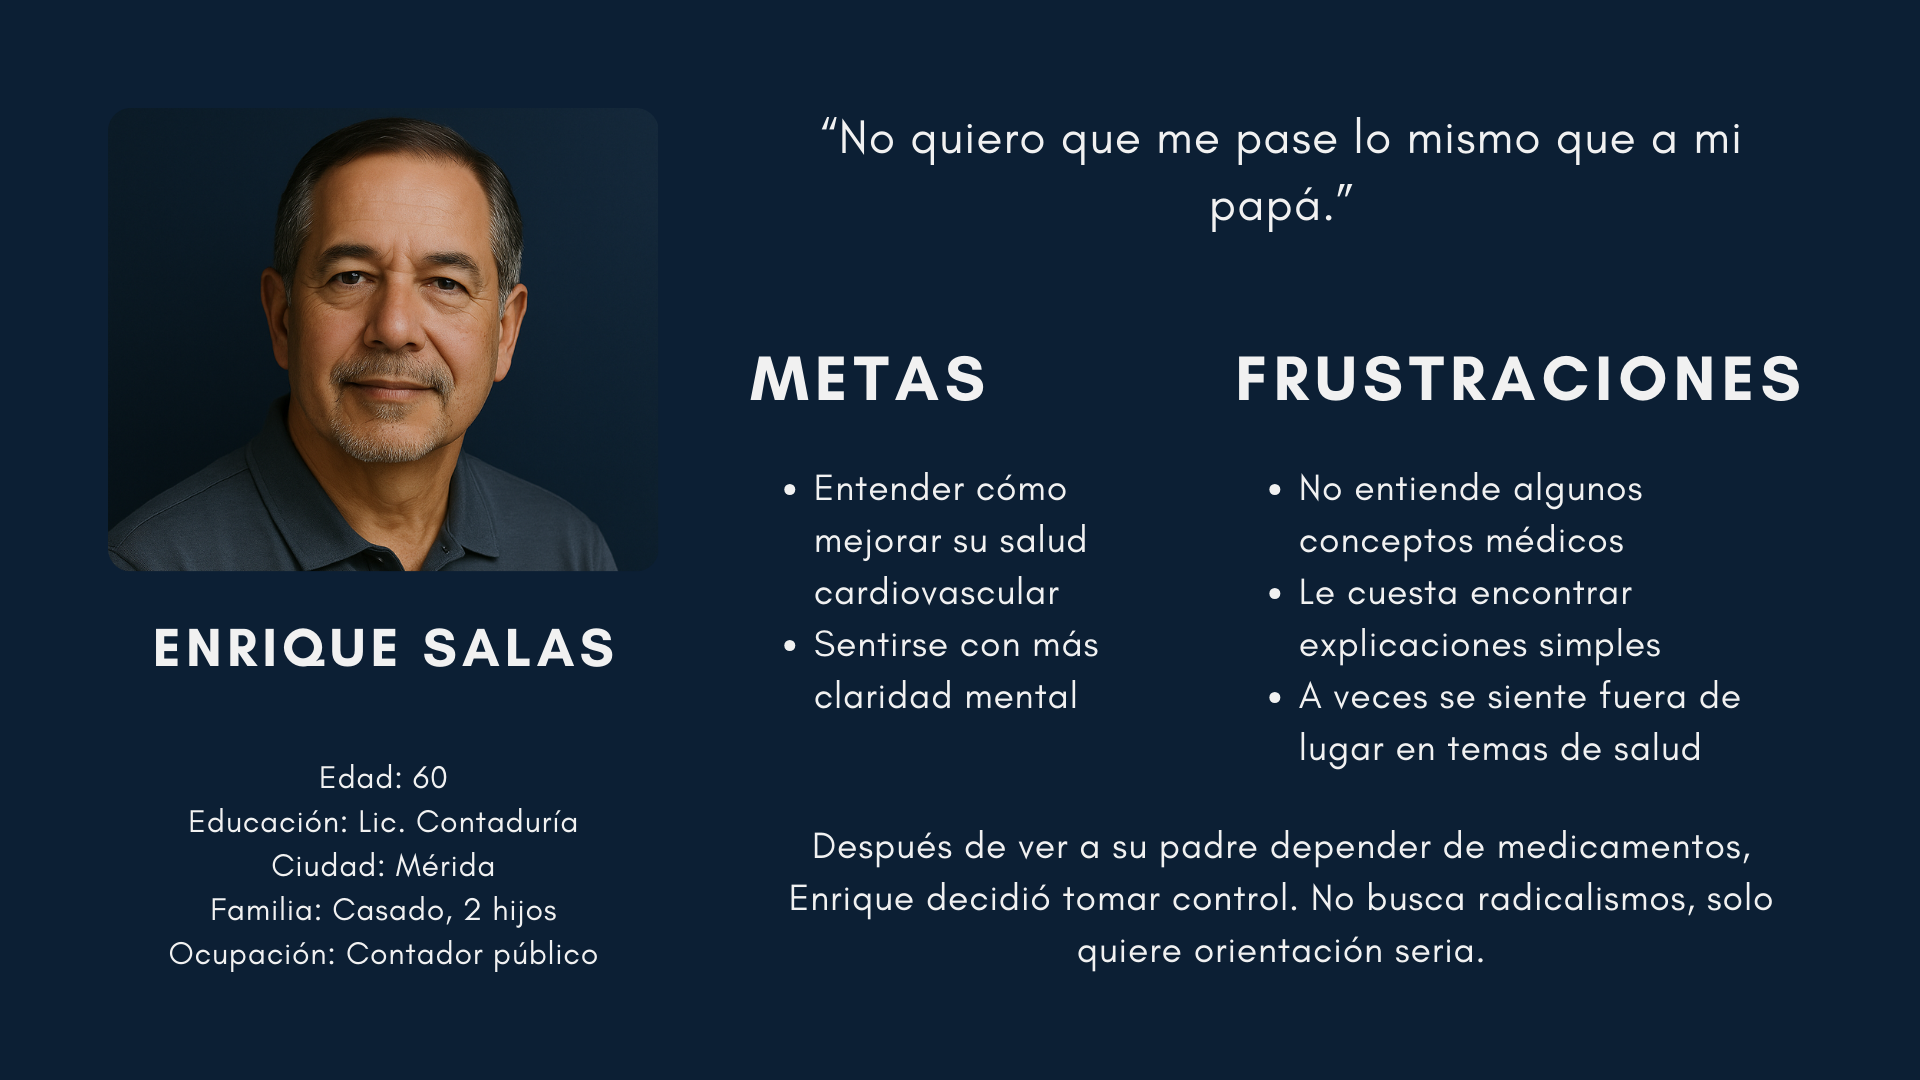 “No quiero que me pase lo mismo que a mi
papá.”
ENRIQUE SALAS
Edad: 60
Educación: Lic. Contaduría
Ciudad: Mérida
Familia: Casado, 2 hijos
Ocupación: Contador público
METAS
• Entender cómo
mejorar su salud
cardiovascular
• Sentirse con más
claridad mental
FRUSTRACIONES
• No entiende algunos
conceptos médicos
• Le cuesta encontrar
explicaciones simples
• A veces se siente fuera de
lugar en temas de salud
Después de ver a su padre depender de medicamentos,
Enrique decidió tomar control. No busca radicalismos, solo
quiere orientación seria.